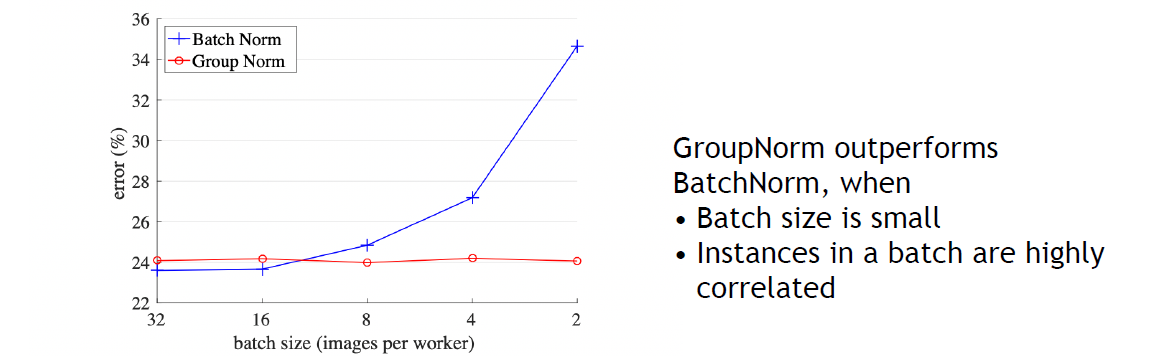 36
34
32
30
28
26
24
22
error (%)
Batch Norm
Group Norm
32 16 8 4 2
batch size (images per worker)
GroupNorm outperforms
BatchNorm, when
• Batch size is small
• Instances in a batch are highly
correlated